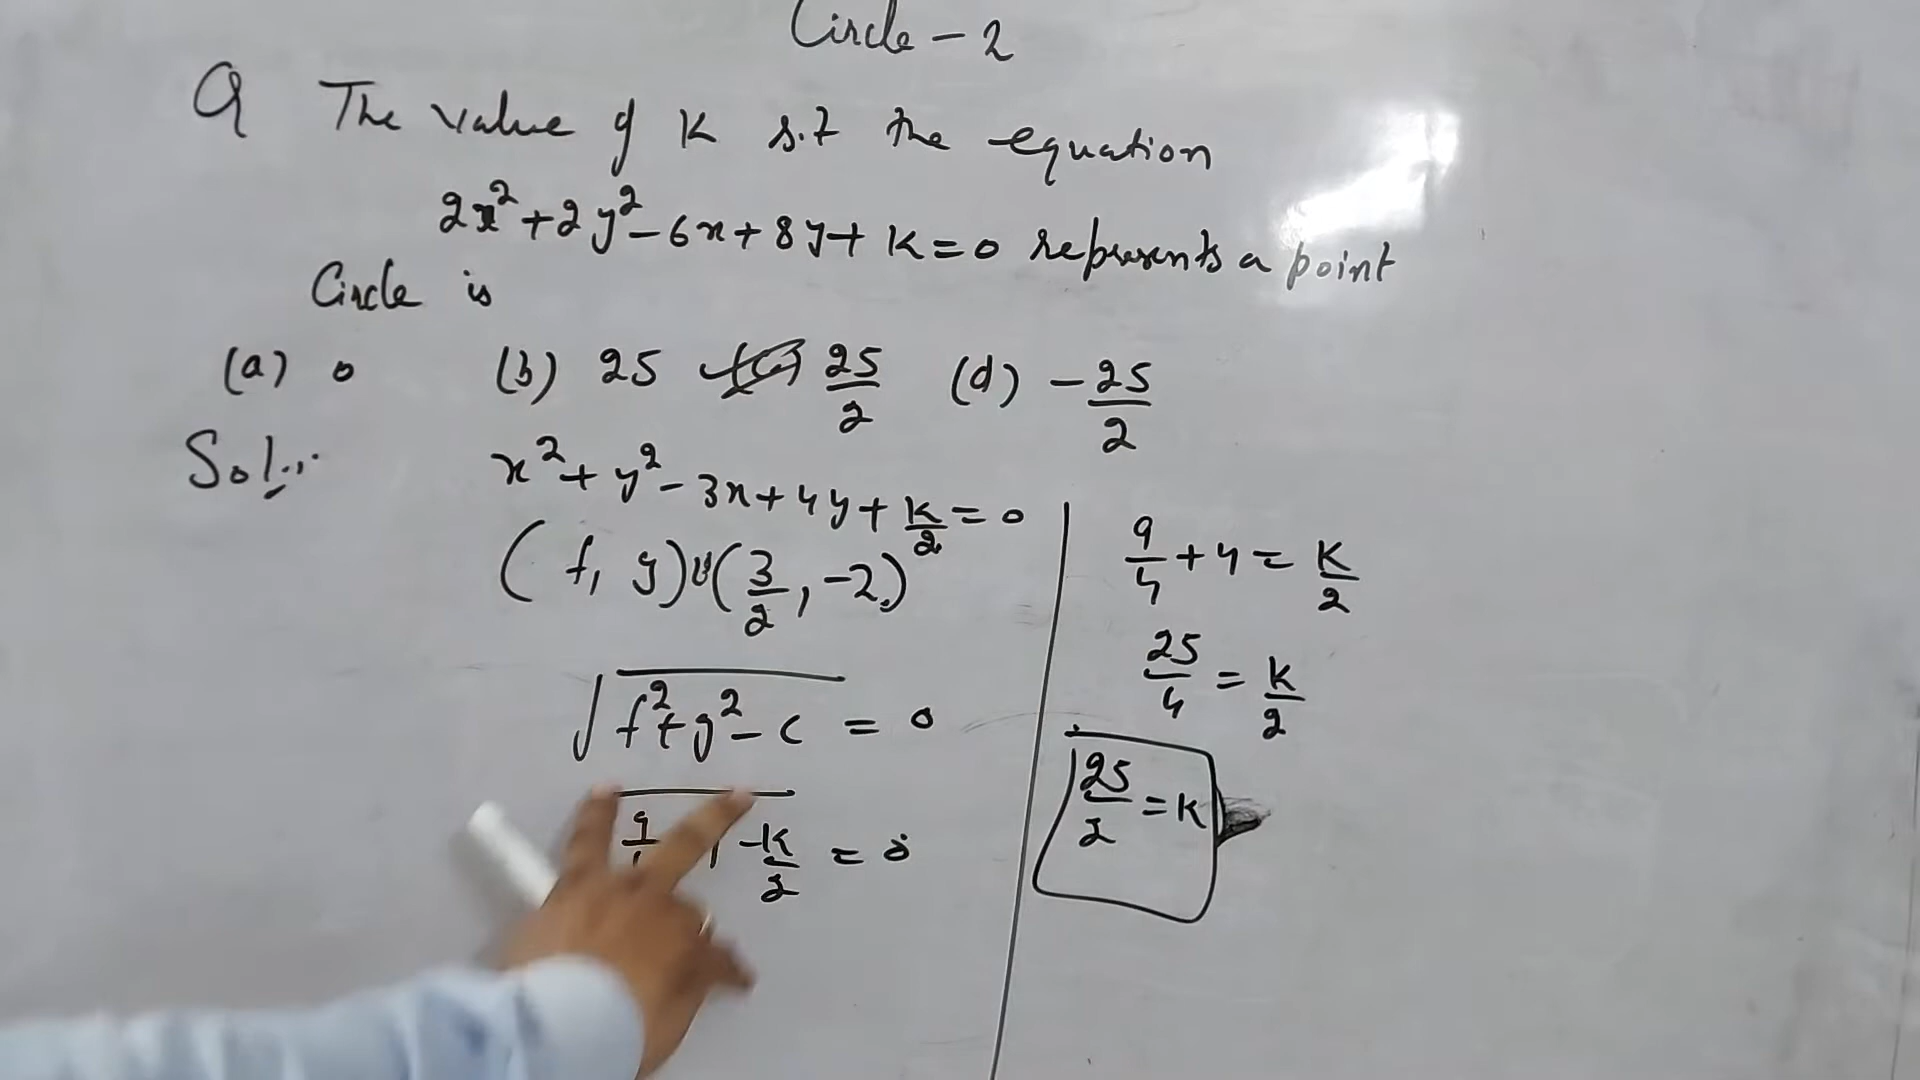 Circle - 2
Q The value of K s.t the equation
2x²+2y²-6x+8y+K=0 represents a point
Circle is
(a) 0 (b) 25 (c) 25/2 (d) -25/2
Sol:
x²+y²-3x+4y+K/2=0
(f, g) (3/2, -2)
√f²+g²-c = 0
9/ -K/2 = 0
9/4+4=K/2
25/4=K/2
25/2=K